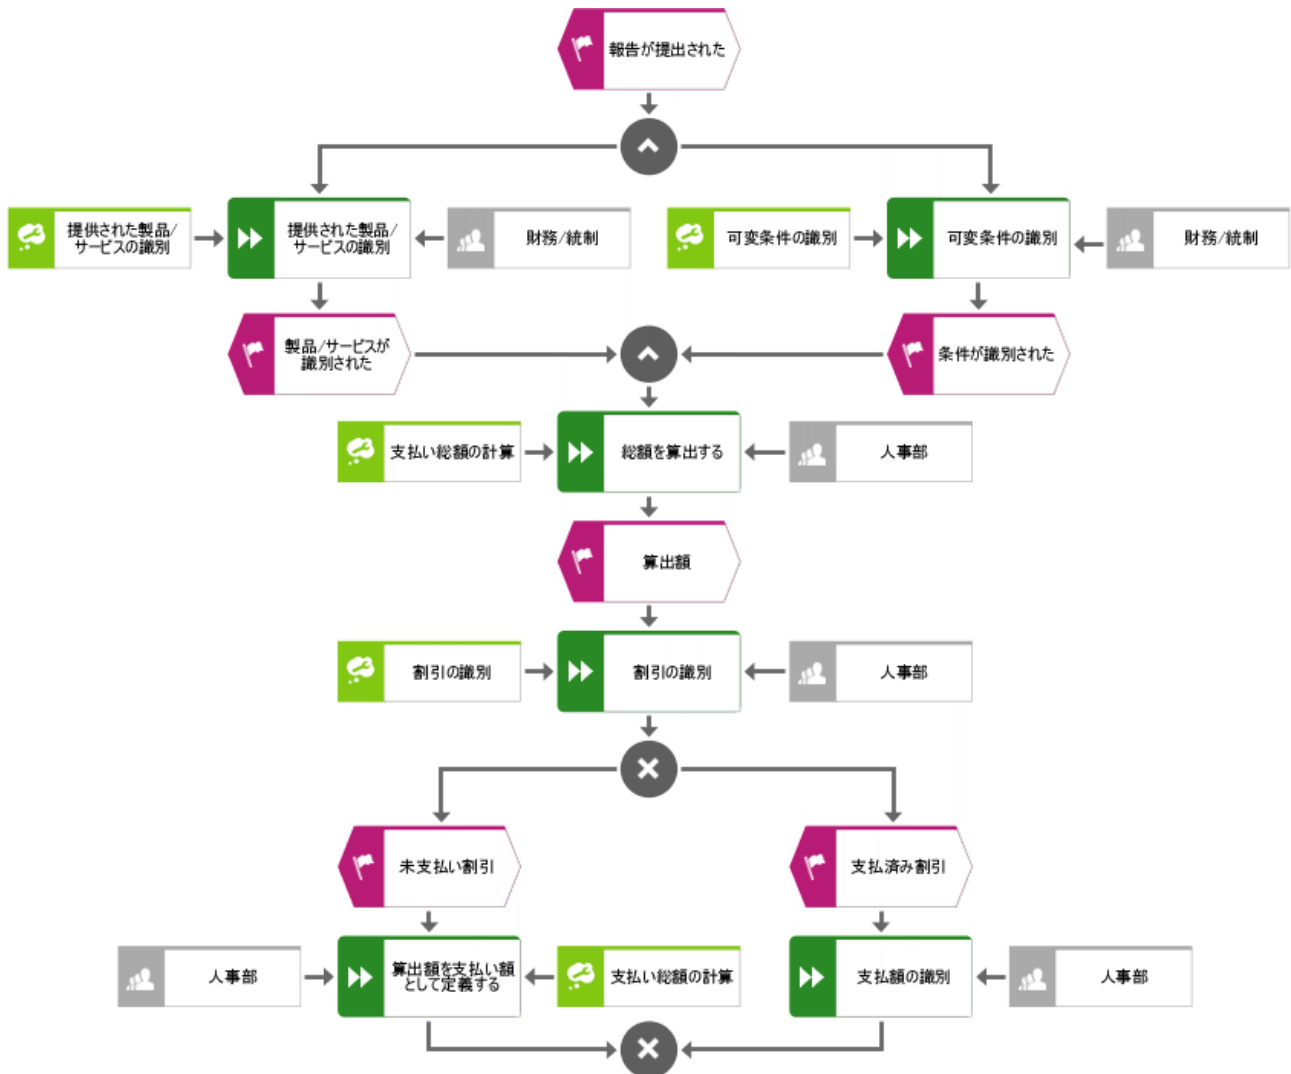 報告が提出された
提供された製品/
サービスの識別
提供された製品/
サービスの識別
財務/統制
可変条件の識別
可変条件の識別
財務/統制
製品/サービスが
識別された
条件が識別された
支払い総額の計算
総額を算出する
人事部
算出額
割引の識別
割引の識別
人事部
未支払い割引
支払済み割引
人事部
算出額を支払い額
として定義する
支払い総額の計算
支払額の識別
人事部